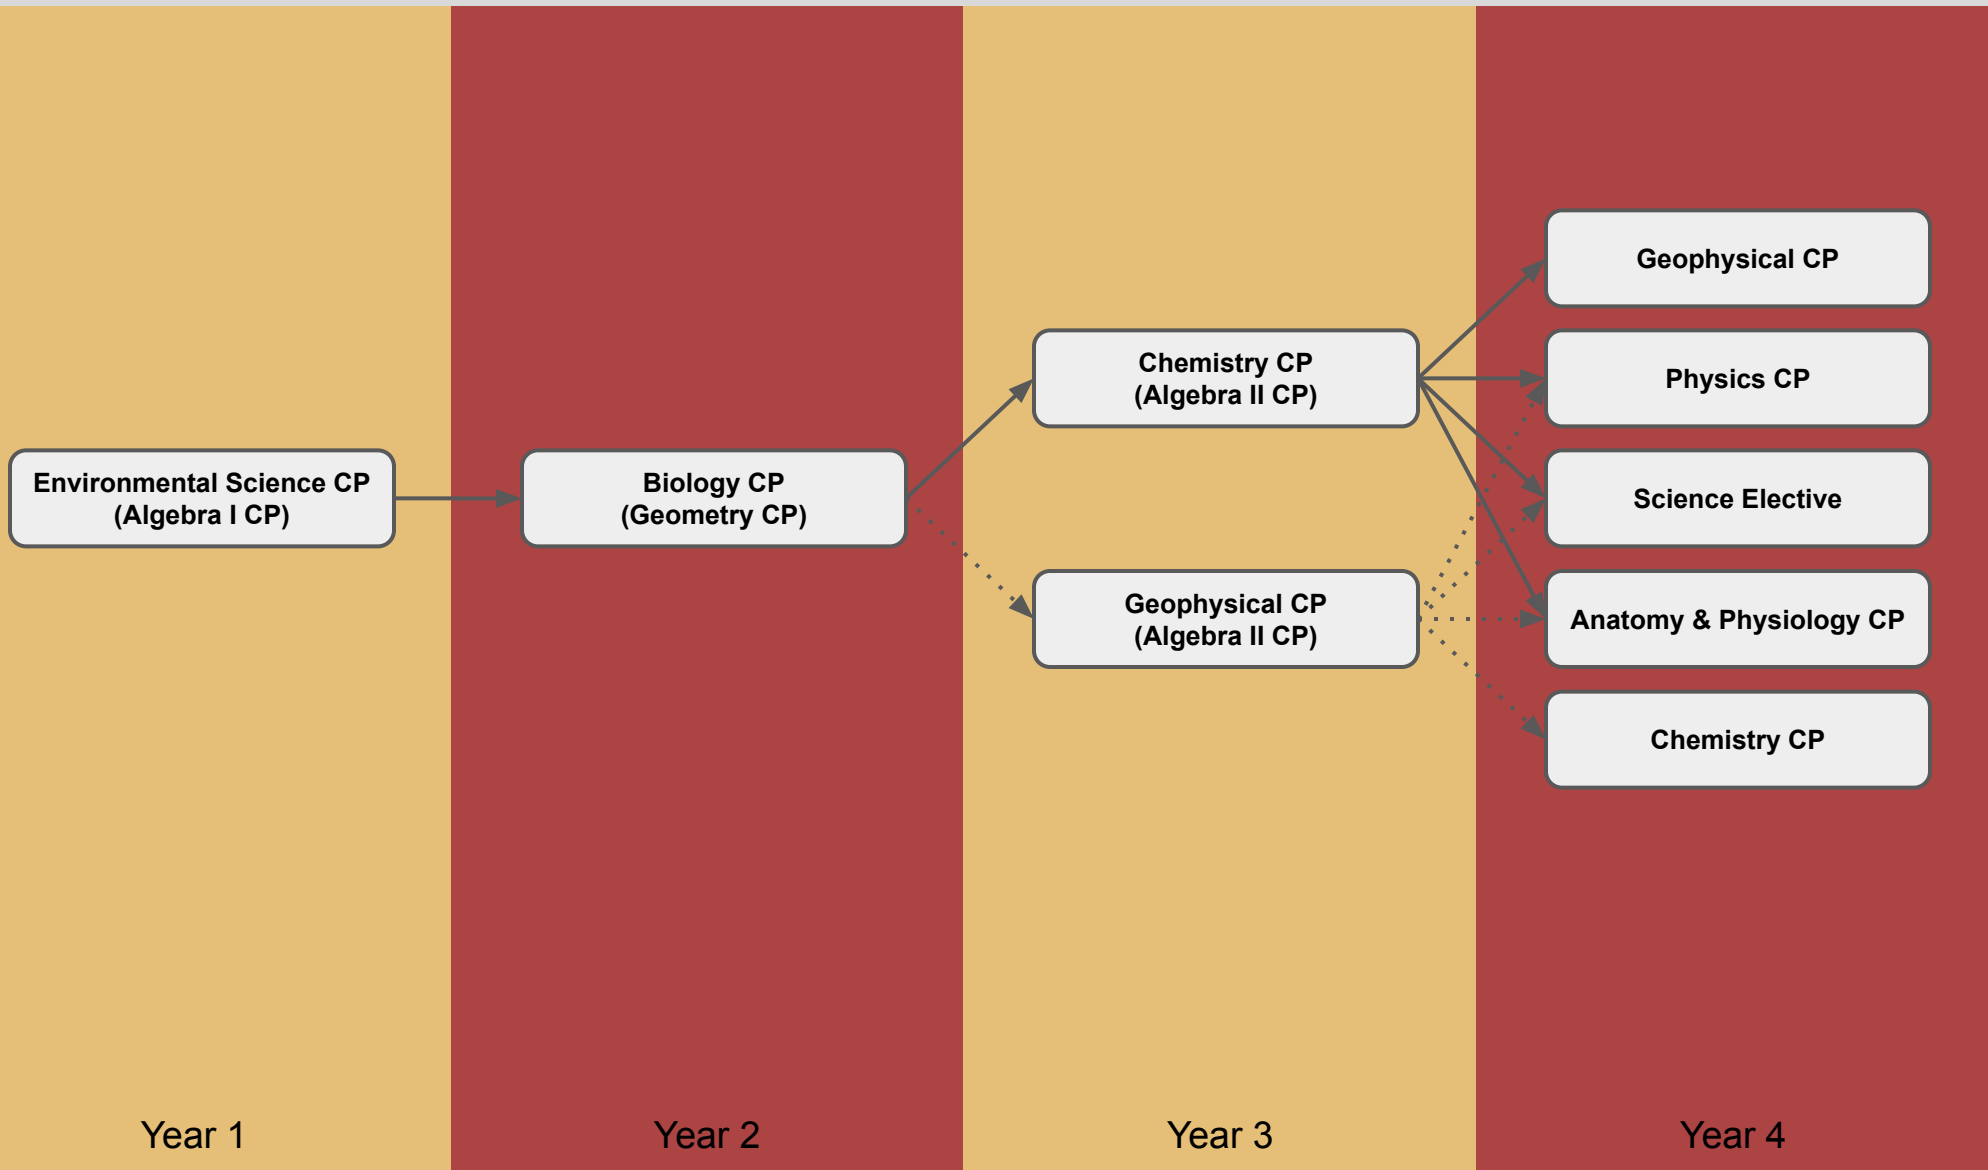 Environmental Science CP
(Algebra I CP)
Biology CP
(Geometry CP)
Chemistry CP
(Algebra II CP)
Geophysical CP
(Algebra II CP)
Geophysical CP
Physics CP
Science Elective
Anatomy & Physiology CP
Chemistry CP
Year 1
Year 2
Year 3
Year 4